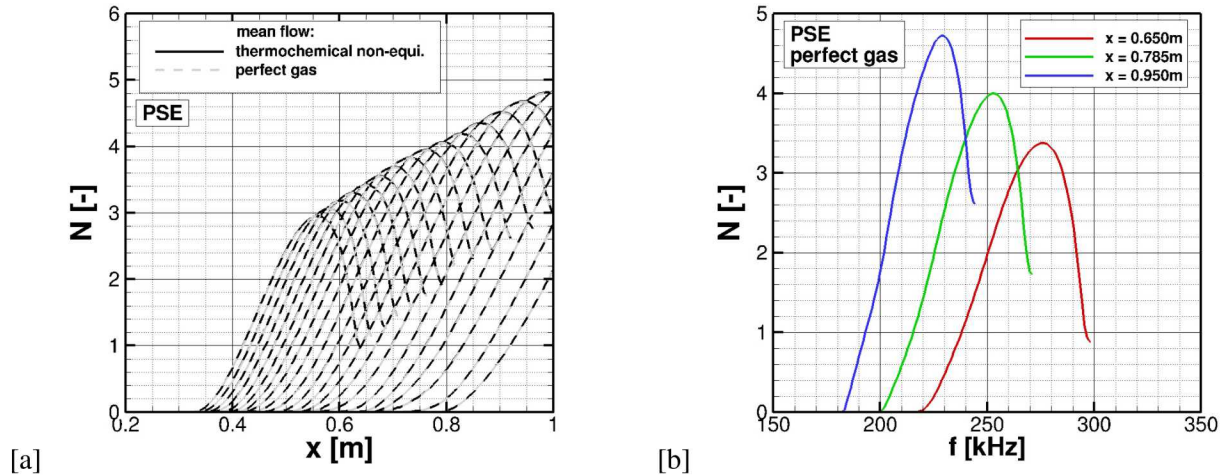 6
5
4
3
2
1
0
N [-]
mean flow:
thermochemical non-equi.
perfect gas
PSE
0.2
0.4
0.6
0.8
1
x [m]
[a]
5
4
3
2
1
0
N [-]
PSE
perfect gas
x = 0.650m
x = 0.785m
x = 0.950m
150
200
250
300
350
f [kHz]
[b]